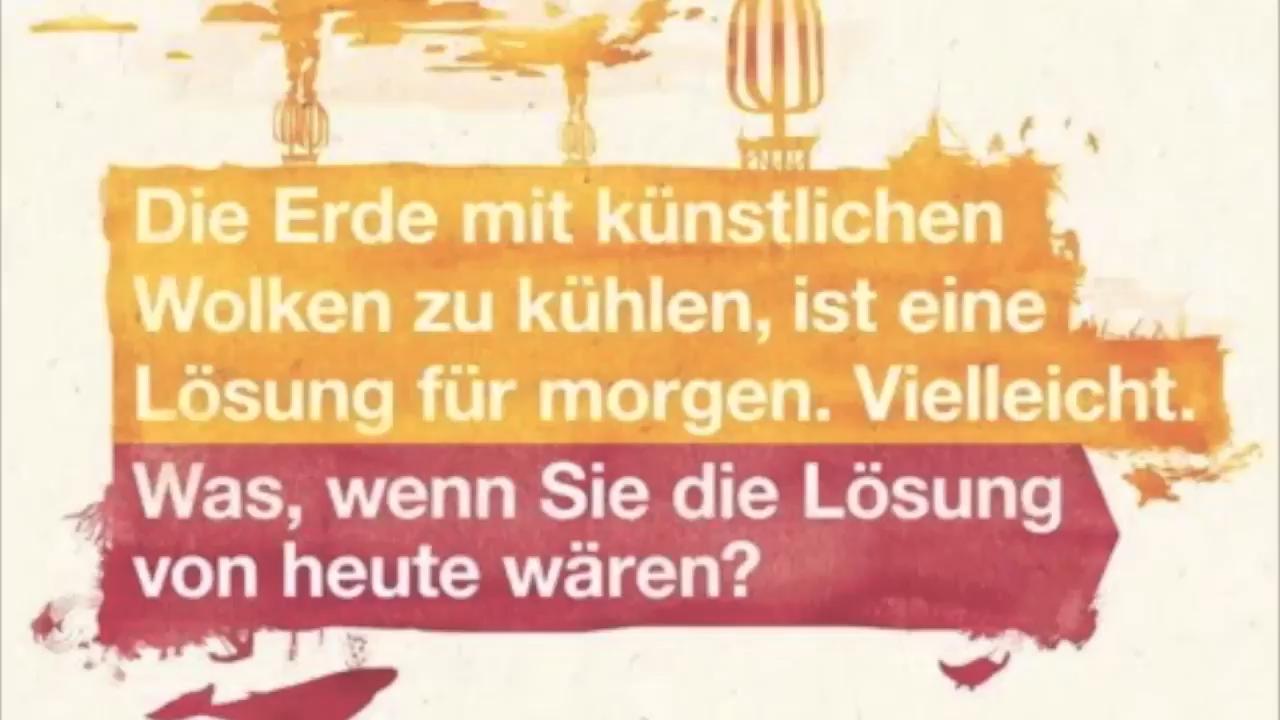 Die Erde mit künstlichen
Wolken zu kühlen, ist eine
Lösung für morgen. Vielleicht.
Was, wenn Sie die Lösung
von heute wären?